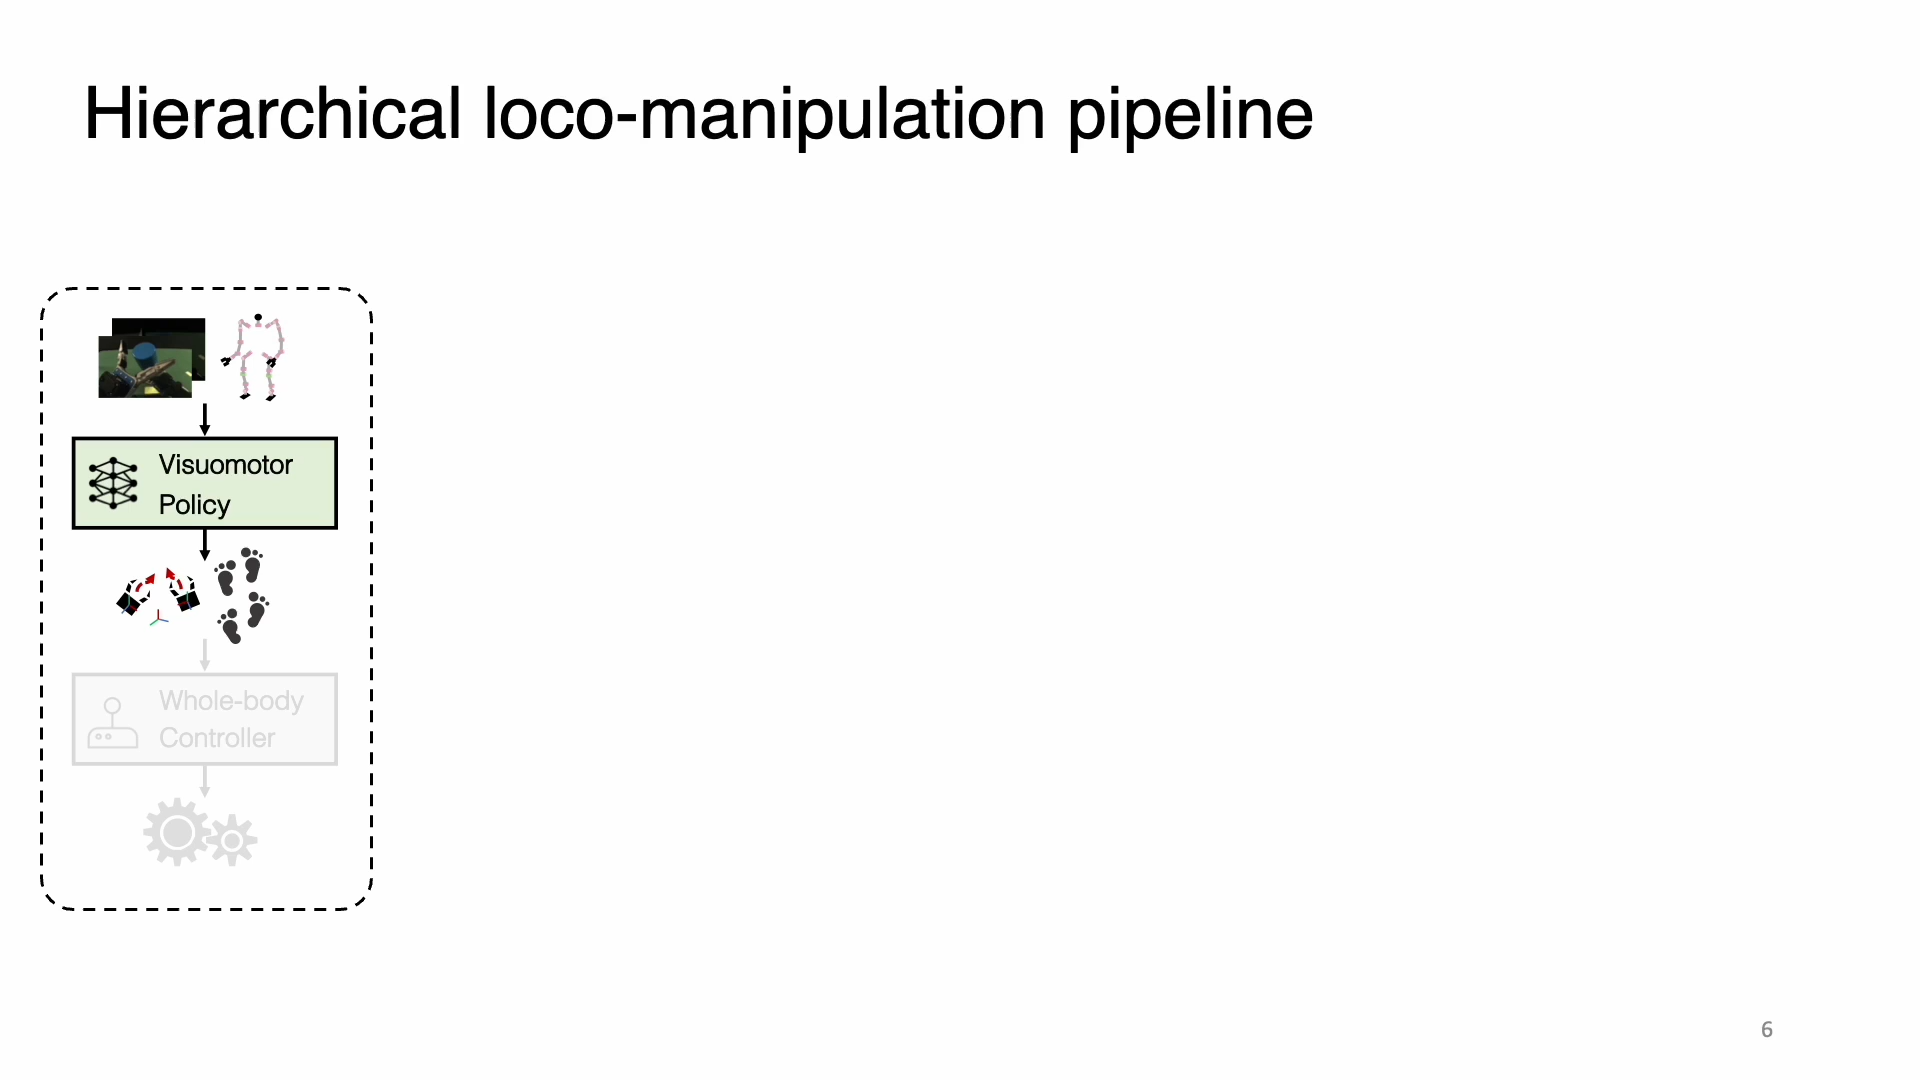 Hierarchical loco-manipulation pipeline
Visuomotor
Policy
Whole-body
Controller
6